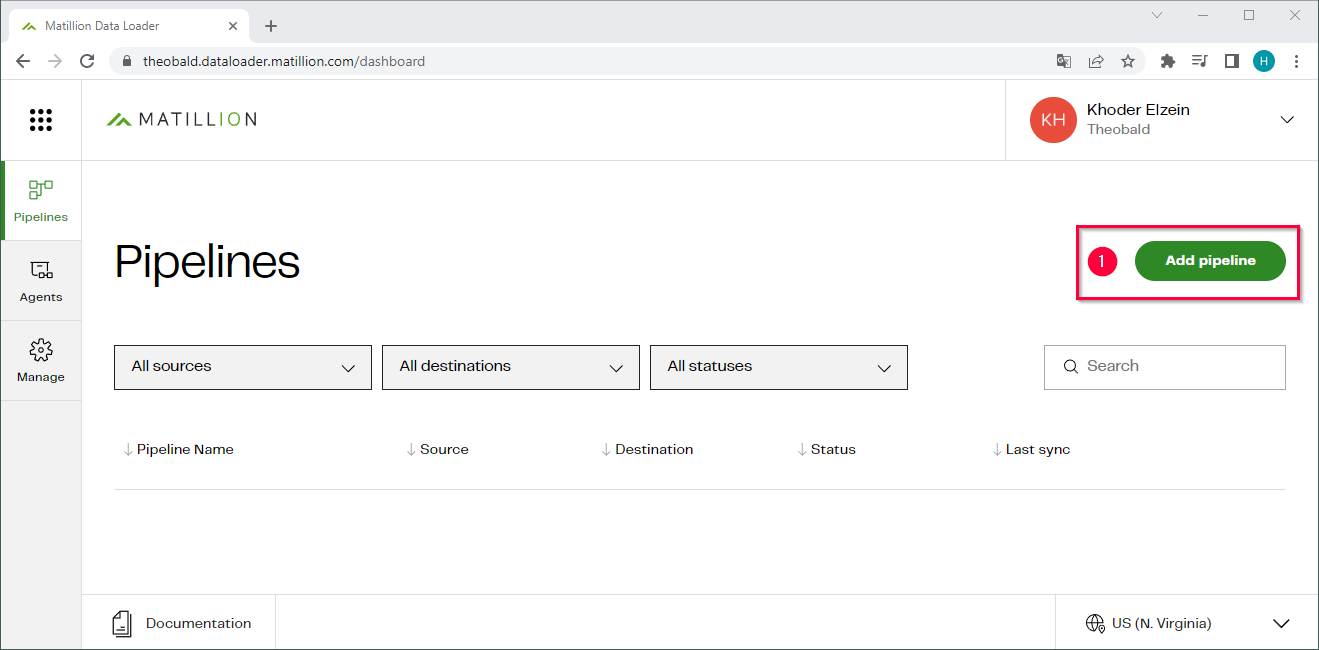 Matillion Data Loader
theobald.dataloader.matillion.com/dashboard
H
MATILLION
KH
Khoder Elzein
Theobald
Pipelines
Agents
Manage
Pipelines
1
Add pipeline
All sources
All destinations
All statuses
Search
Pipeline Name
Source
Destination
Status
Last sync
Documentation
US (N. Virginia)